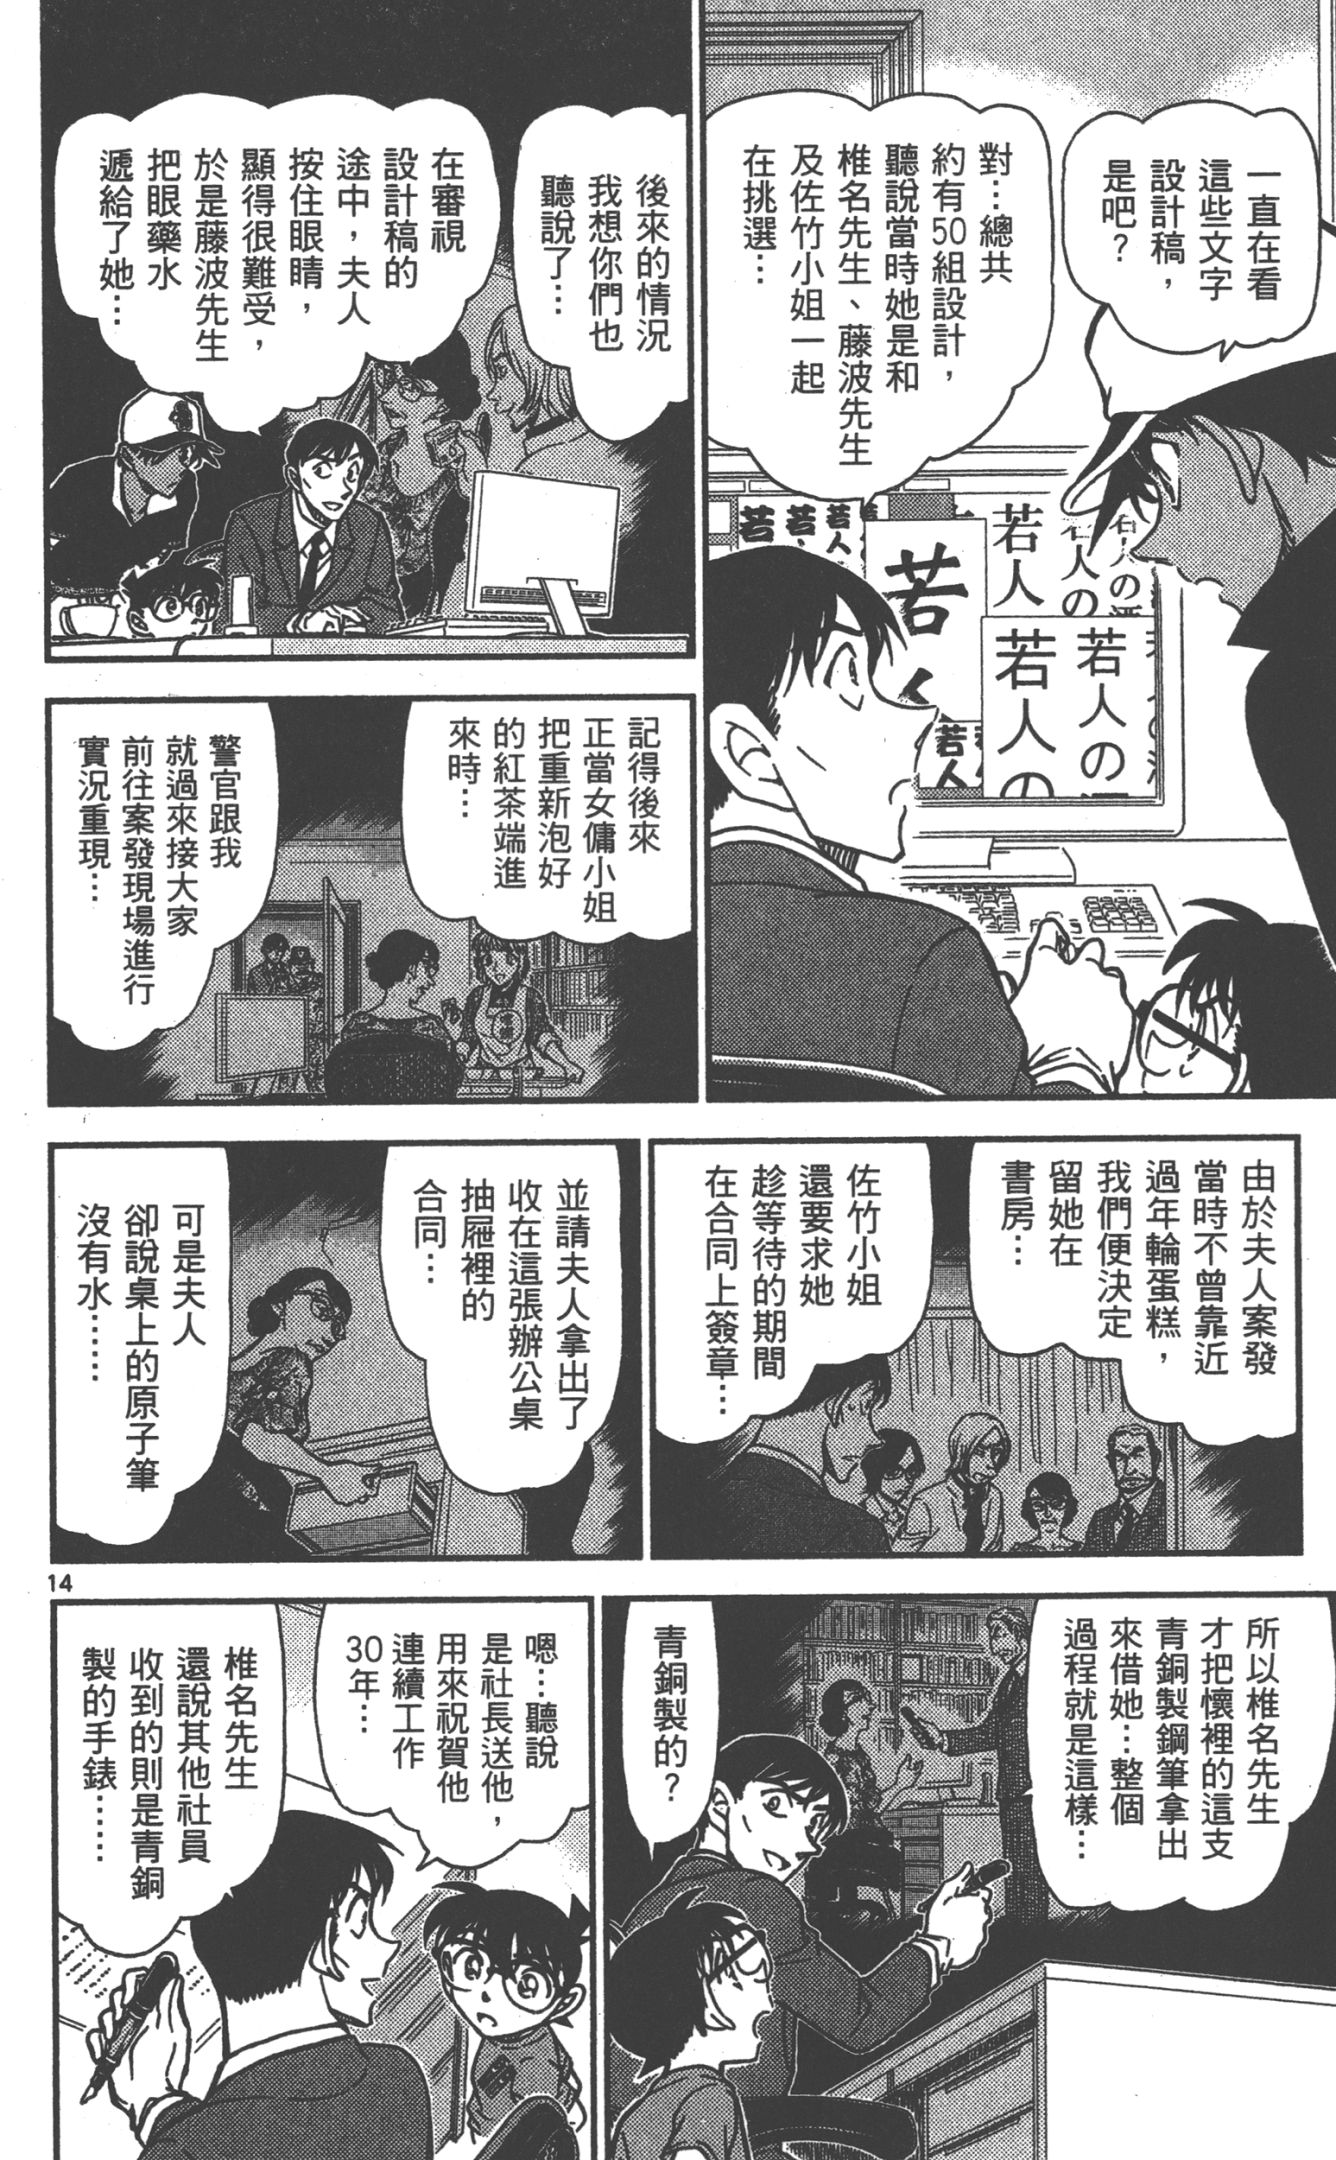 一直在看
這些文字
設計稿，
是吧？
對…總共
約有50組設計，
聽說當時她是和
椎名先生、藤波先生
及佐竹小姐一起
在挑選…
若
若
若人
若人
若人の
若人の酒
若人
若人
若人の
若人の酒
後來的情況
我想你們也
聽說了…
在審視
設計稿的
途中，夫人
按住眼睛，
顯得很難受，
於是藤波先生
把眼藥水
遞給了她…
記得後來
正當女傭小姐
把重新泡好
的紅茶端進
來時…
警官跟我
就過來接大家
前往案發現場進行
實況重現…
由於夫人案發
當時不曾靠近
過年輪蛋糕，
我們便決定
留她在
書房…
佐竹小姐
還要求她
趁等待的期間
在合同上簽章…
並請夫人拿出了
收在這張辦公桌
抽屜裡的
合同…
可是夫人
卻說桌上的原子筆
沒有水……
14
所以椎名先生
才把懷裡的這支
青銅製鋼筆拿出
來借她…整個
過程就是這樣…
青銅製的？
嗯…聽說
是社長送他，
用來祝賀他
連續工作
30年…
椎名先生
還說其他社員
收到的則是青銅
製的手錶……